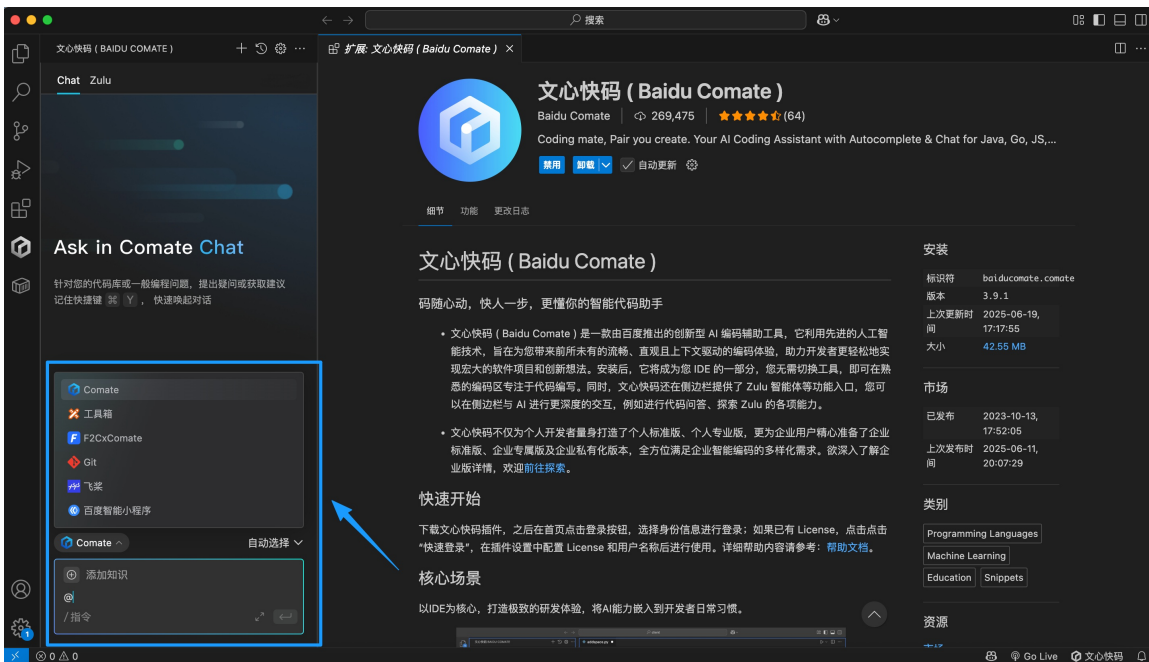 搜索
文心快码 ( BAIDU COMATE )
扩展: 文心快码 ( Baidu Comate )
Chat Zulu
Ask in Comate Chat
针对您的代码库或一般编程问题，提出疑问或获取建议
记住快捷键 ⌘ Y ， 快速唤起对话
Comate
工具箱
F2CxComate
Git
飞桨
百度智能小程序
Comate 自动选择
添加知识
@
/ 指令
文心快码 ( Baidu Comate )
Baidu Comate 269,475 (64)
Coding mate, Pair you create. Your AI Coding Assistant with Autocomplete & Chat for Java, Go, JS,...
禁用 卸载 自动更新
细节 功能 更改日志
文心快码 ( Baidu Comate )
码随心动，快人一步，更懂你的智能代码助手
• 文心快码 ( Baidu Comate ) 是一款由百度推出的创新型 AI 编码辅助工具，它利用先进的人工智
能技术，旨在为您带来前所未有的流畅、直观且上下文驱动的编码体验，助力开发者更轻松地实
现宏大的软件项目和创新想法。安装后，它将成为您 IDE 的一部分，您无需切换工具，即可在熟
悉的编码区专注于代码编写。同时，文心快码还在侧边栏提供了 Zulu 智能体等功能入口，您可
以在侧边栏与 AI 进行更深度的交互，例如进行代码问答、探索 Zulu 的各项能力。
• 文心快码不仅为个人开发者量身打造了个人标准版、个人专业版，更为企业用户精心准备了企业
标准版、企业专属版及企业私有化版本，全方位满足企业智能编码的多样化需求。欲深入了解企
业版详情，欢迎前往探索。
快速开始
下载文心快码插件，之后在首页点击登录按钮，选择身份信息进行登录；如果已有 License，点击点击
“快速登录”，在插件设置中配置 License 和用户名称后进行使用。详细帮助内容请参考：帮助文档。
核心场景
以IDE为核心，打造极致的研发体验，将AI能力嵌入到开发者日常习惯。
安装
标识符 baiducomate.comate
版本 3.9.1
上次更新时 2025-06-19,
间 17:17:55
大小 42.55 MB
市场
已发布 2023-10-13,
17:52:05
上次发布时 2025-06-11,
间 20:07:29
类别
Programming Languages
Machine Learning
Education Snippets
资源
1
0 0
Go Live 文心快码